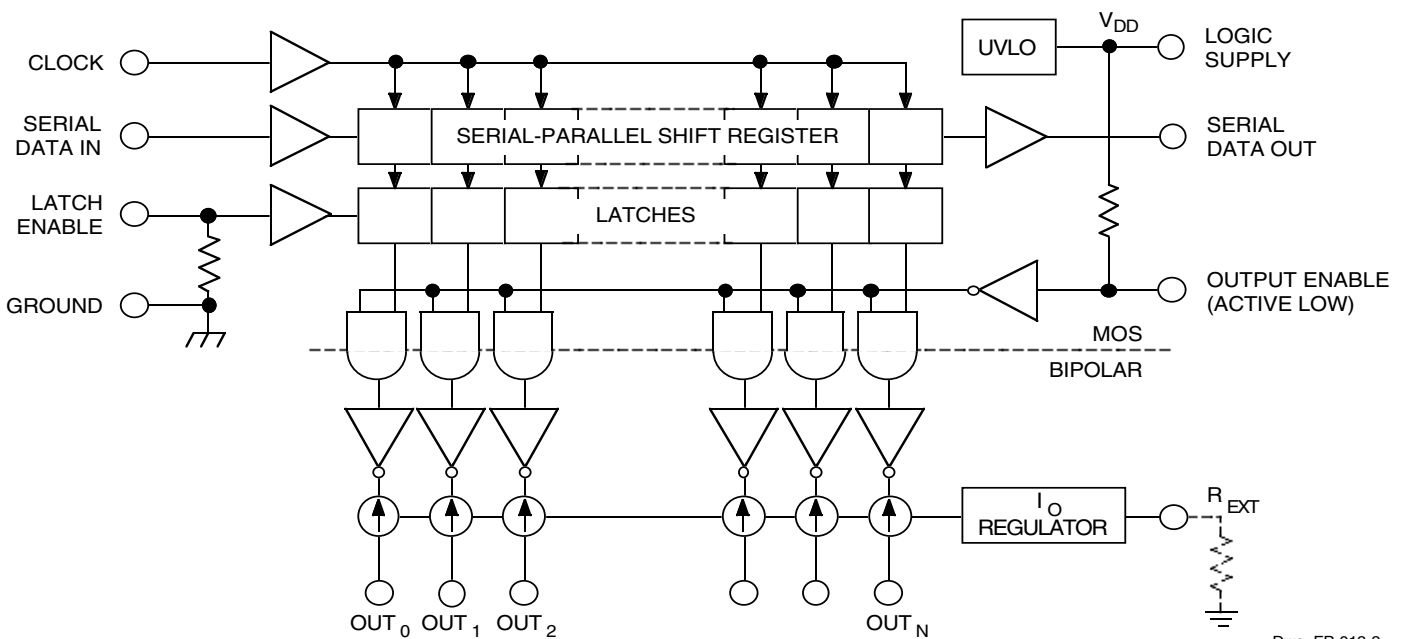 CLOCK
SERIAL
DATA IN
LATCH
ENABLE
GROUND
UVLO
VDD
LOGIC
SUPPLY
SERIAL-PARALLEL SHIFT REGISTER
SERIAL
DATA OUT
LATCHES
OUTPUT ENABLE
(ACTIVE LOW)
MOS
BIPOLAR
IO
REGULATOR
REXT
OUT0
OUT1
OUT2
OUTN